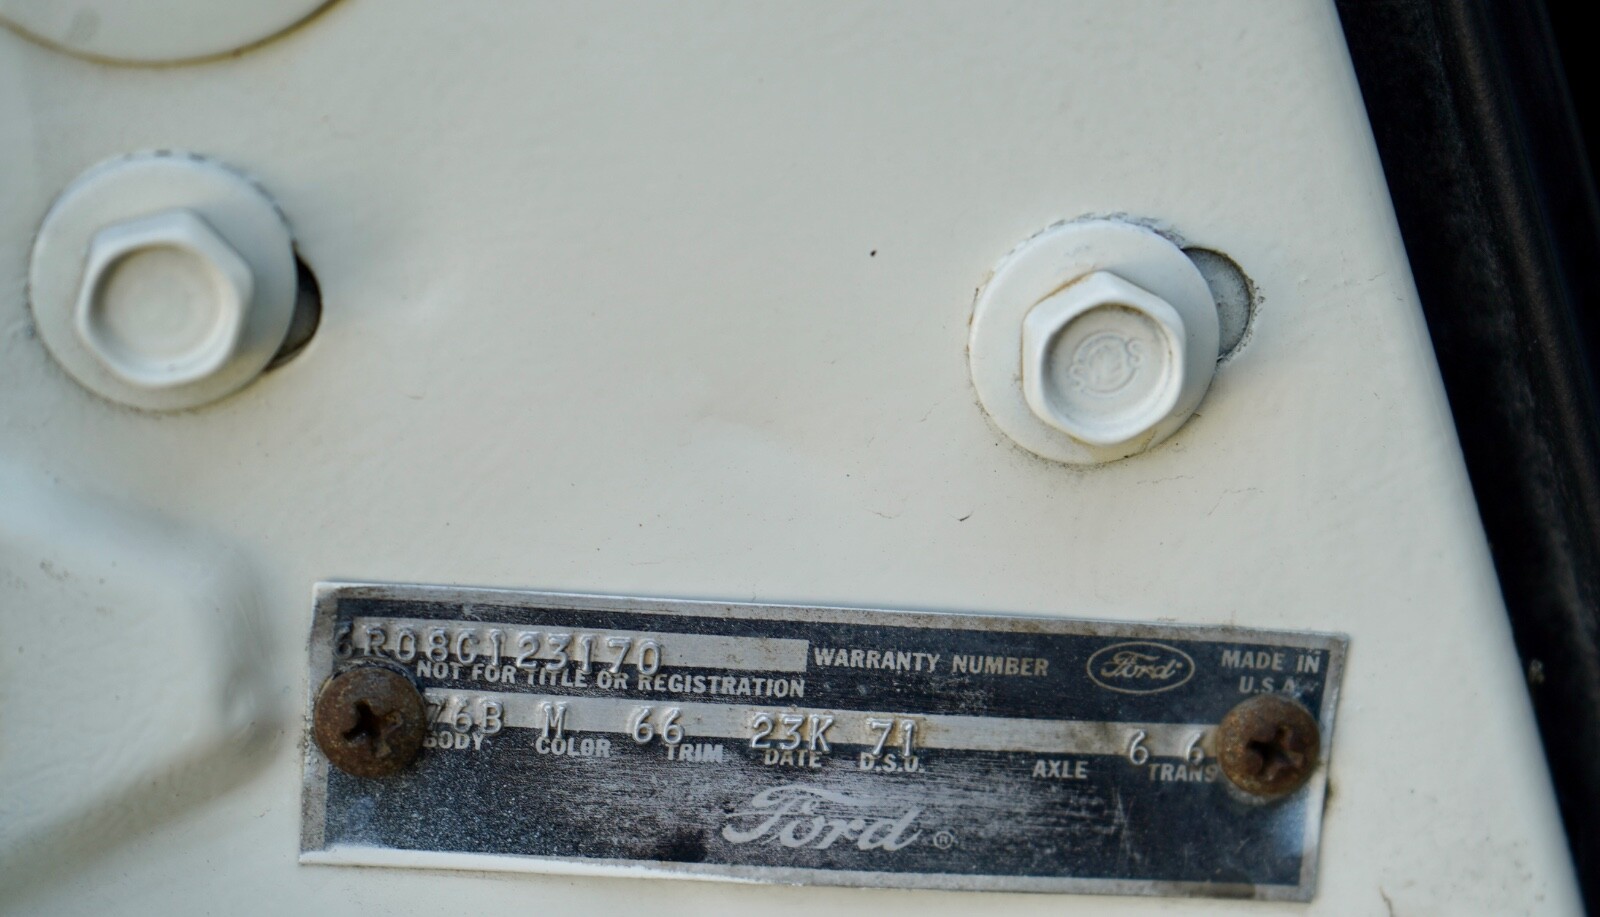 6R08C123170 WARRANTY NUMBER Ford MADE IN
NOT FOR TITLE OR REGISTRATION U.S.A.
76B M 66 23K 71 6 6
BODY COLOR TRIM DATE D.S.O. AXLE TRANS
Ford ®